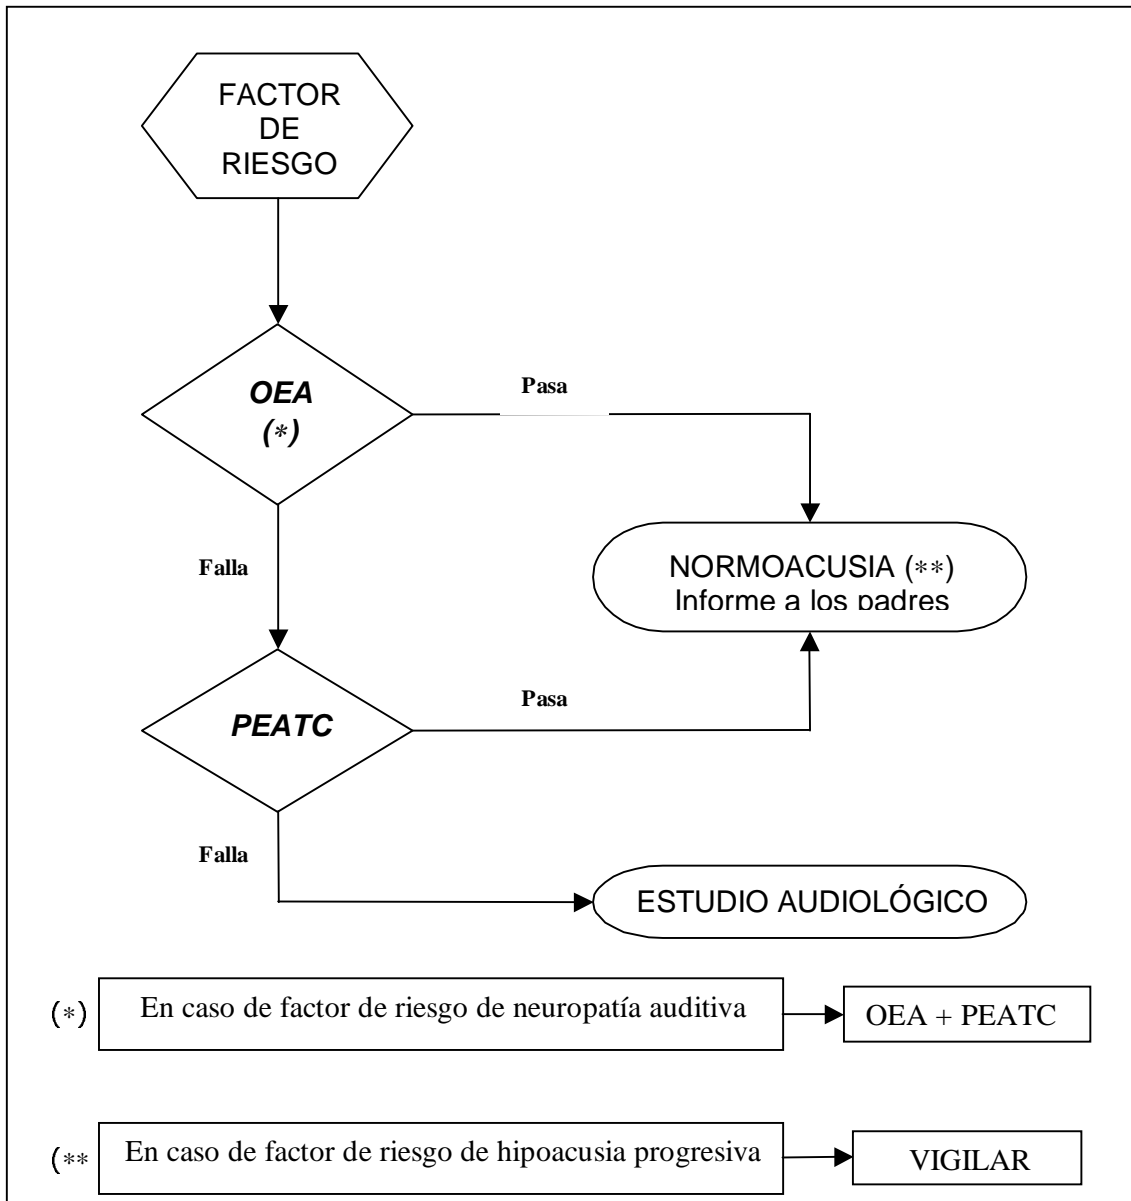 FACTOR
DE
RIESGO
OEA
(*)
Pasa
Falla
NORMOACUSIA (**)
Informe a los padres
PEATC
Pasa
Falla
ESTUDIO AUDIOLÓGICO
(*) En caso de factor de riesgo de neuropatía auditiva OEA + PEATC
(** En caso de factor de riesgo de hipoacusia progresiva VIGILAR